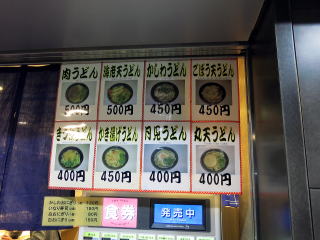 肉うどん
500円
海老天うどん
500円
かしわうどん
450円
ごぼう天うどん
450円
きつねうどん
400円
かき揚げうどん
450円
月見うどん
400円
丸天うどん
400円
食券
発売中